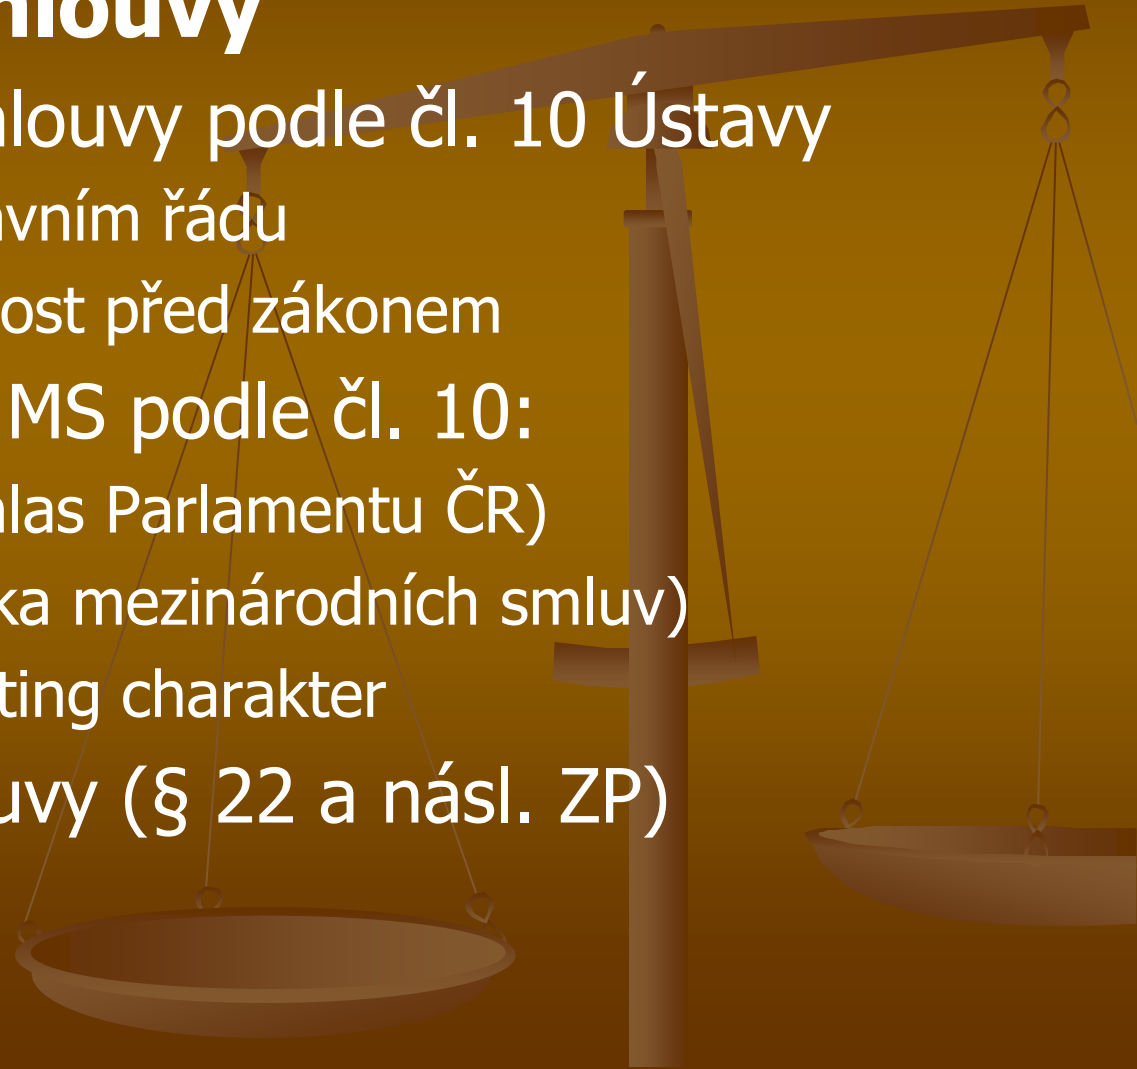 mlouvy
mlouvy podle čl. 10 Ústavy
ávním řádu
ost před zákonem
MS podle čl. 10:
hlas Parlamentu ČR)
ka mezinárodních smluv)
ting charakter
uvy (§ 22 a násl. ZP)